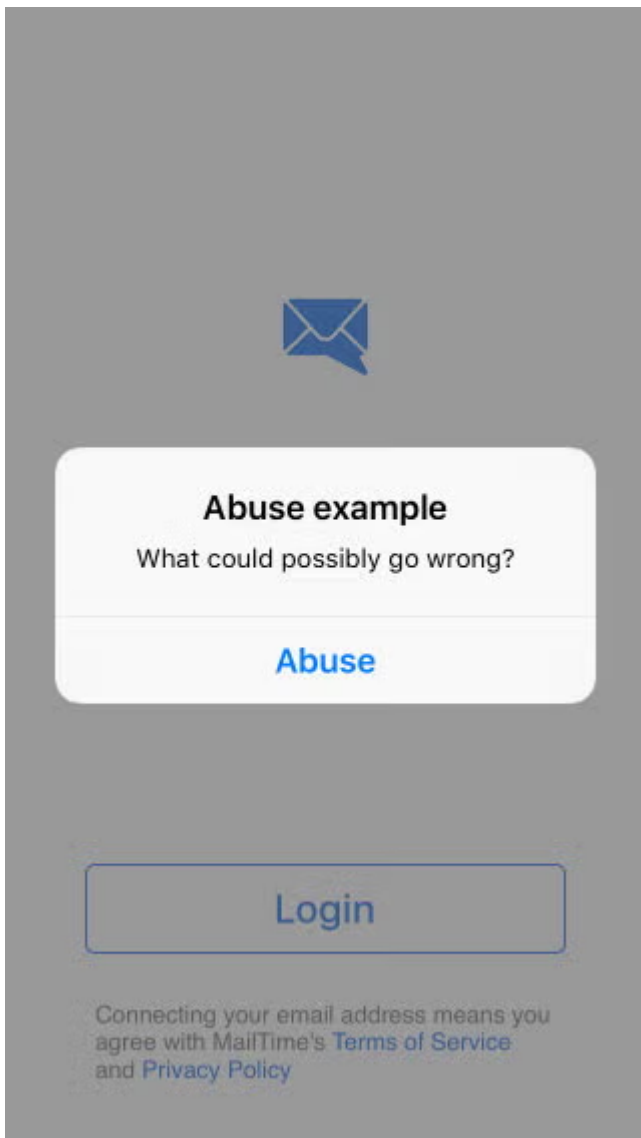 Abuse example
What could possibly go wrong?
Abuse
Login
Connecting your email address means you
agree with MailTime's Terms of Service
and Privacy Policy